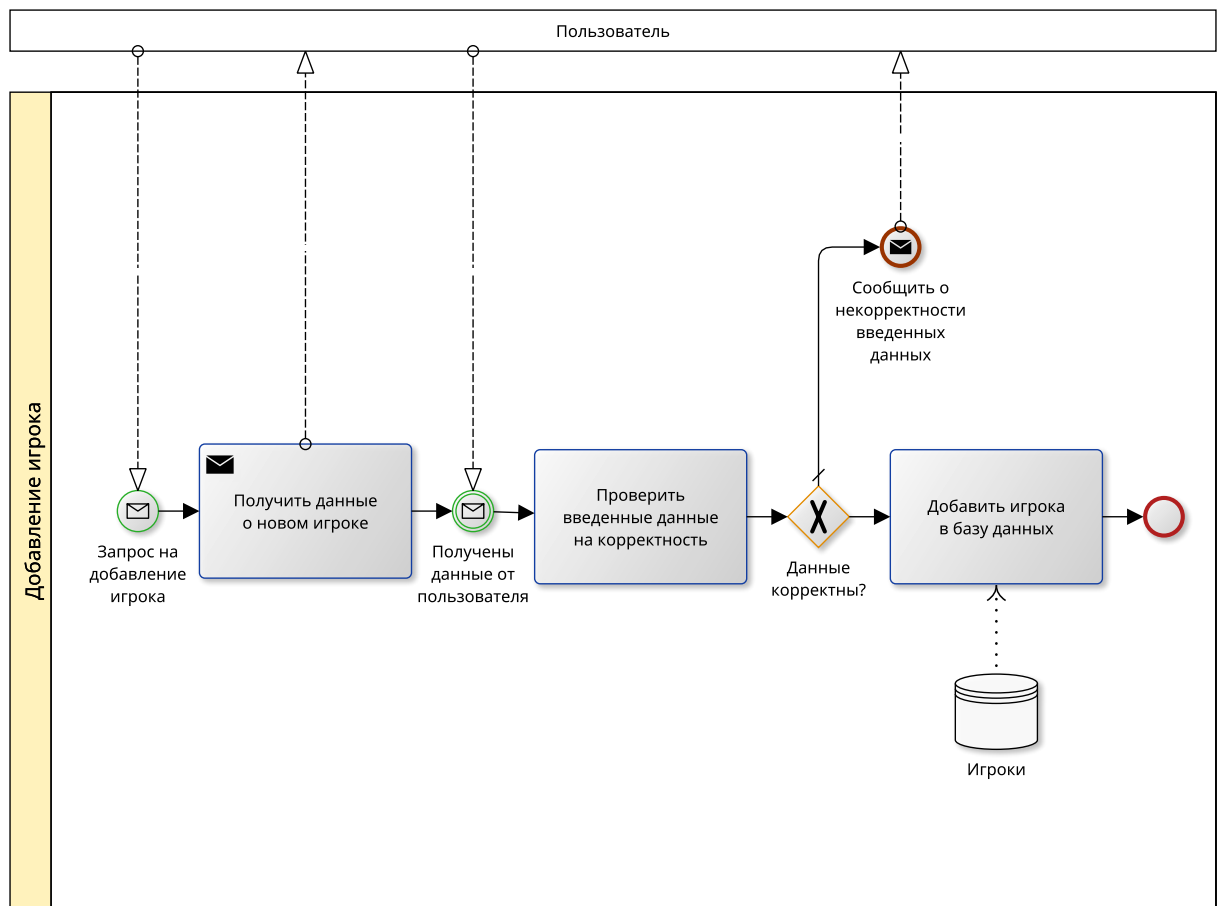 Пользователь
Добавление игрока
Сообщить о
некорректности
введенных
данных
Запрос на
добавление
игрока
Получить данные
о новом игроке
Получены
данные от
пользователя
Проверить
введенные данные
на корректность
Данные
корректны?
Добавить игрока
в базу данных
Игроки